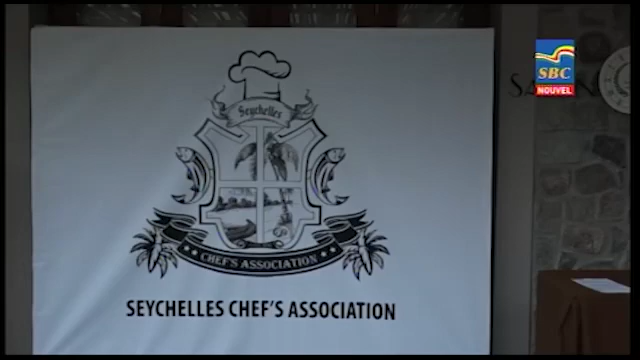 SBC
NOUVEL
Seychelles
CHEF'S ASSOCIATION
SEYCHELLES CHEF'S ASSOCIATION